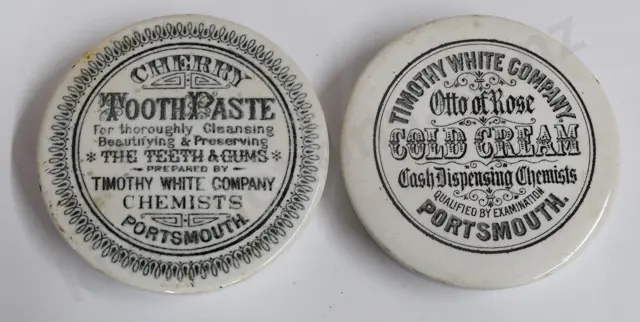 CHERRY
TOOTH PASTE
For thoroughly Cleansing
Beautifying & Preserving
* THE TEETH & GUMS *
PREPARED BY
TIMOTHY WHITE COMPANY
CHEMISTS
PORTSMOUTH.
TIMOTHY WHITE COMPANY.
Otto of Rose
COLD CREAM
Cash Dispensing Chemists
QUALIFIED BY EXAMINATION
PORTSMOUTH.